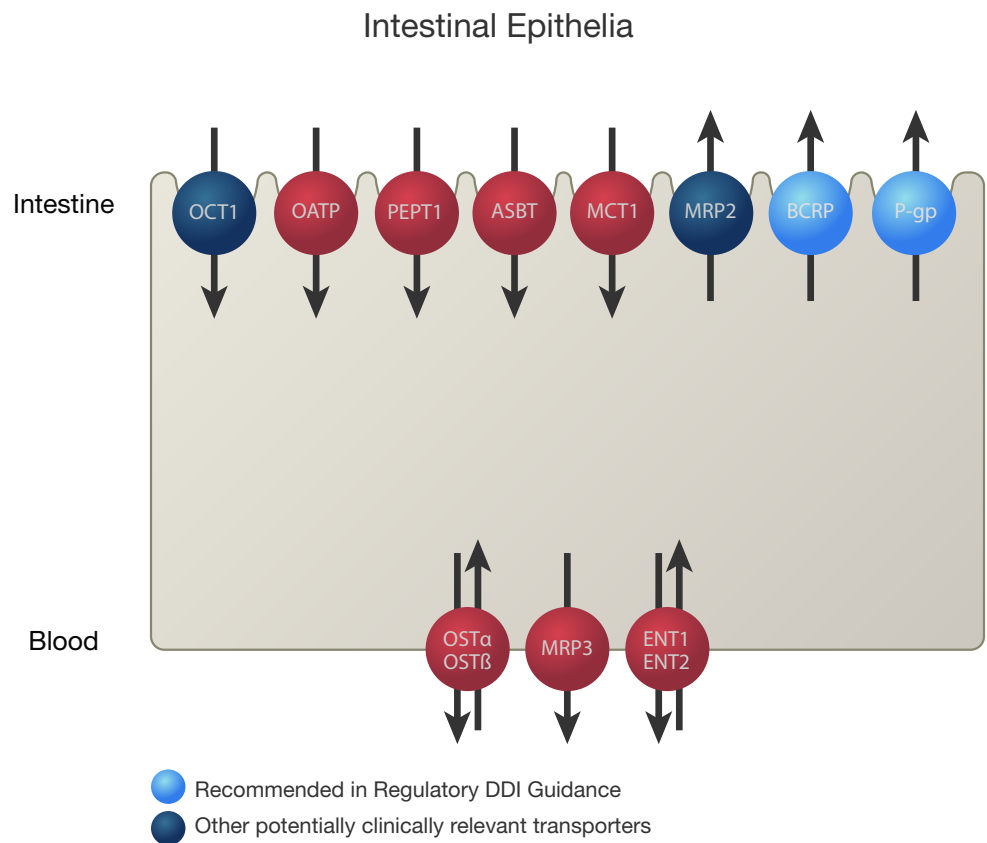 Intestinal Epithelia
Intestine
OCT1
OATP
PEPT1
ASBT
MCT1
MRP2
BCRP
P-gp
Blood
OSTα
OSTß
MRP3
ENT1
ENT2
Recommended in Regulatory DDI Guidance
Other potentially clinically relevant transporters